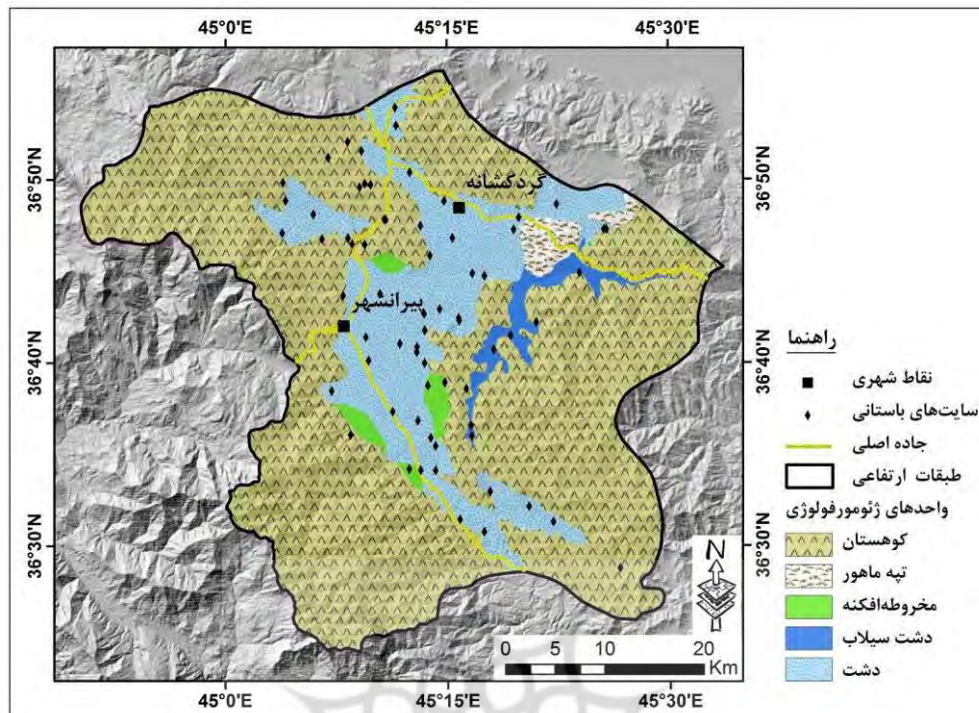 45°0'E 45°15'E 45°30'E
36°50'N 36°50'N
گردکشانه
پیرانشهر
36°40'N 36°40'N
36°30'N 36°30'N
راهنما
نقاط شهری
سایت‌های باستانی
جاده اصلی
طبقات ارتفاعی
واحدهای ژئومورفولوژی
کوهستان
تپه ماهور
مخروطه‌افکنه
دشت سیلاب
دشت
N
0 5 10 20
Km
45°0'E 45°15'E 45°30'E